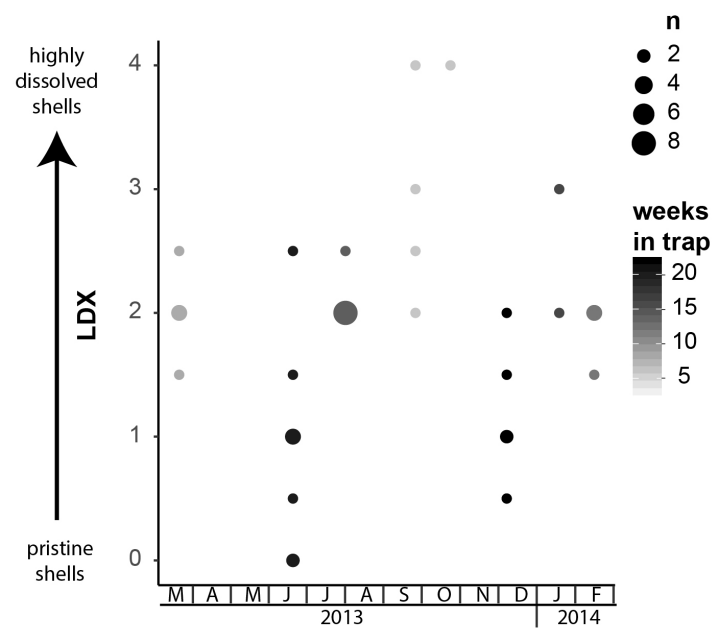 highly
dissolved
shells
LDX
pristine
shells
4
3
2
1
0
M A M J J A S O N D J F
2013 2014
n
2
4
6
8
weeks
in trap
20
15
10
5